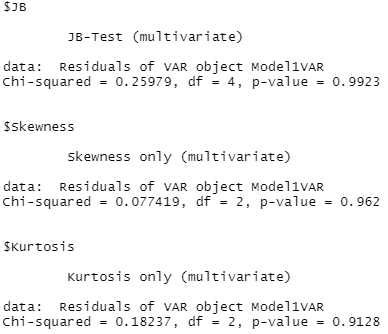 $JB
JB-Test (multivariate)
data: Residuals of VAR object Model1VAR
Chi-squared = 0.25979, df = 4, p-value = 0.9923
$Skewness
Skewness only (multivariate)
data: Residuals of VAR object Model1VAR
Chi-squared = 0.077419, df = 2, p-value = 0.962
$Kurtosis
Kurtosis only (multivariate)
data: Residuals of VAR object Model1VAR
Chi-squared = 0.18237, df = 2, p-value = 0.9128